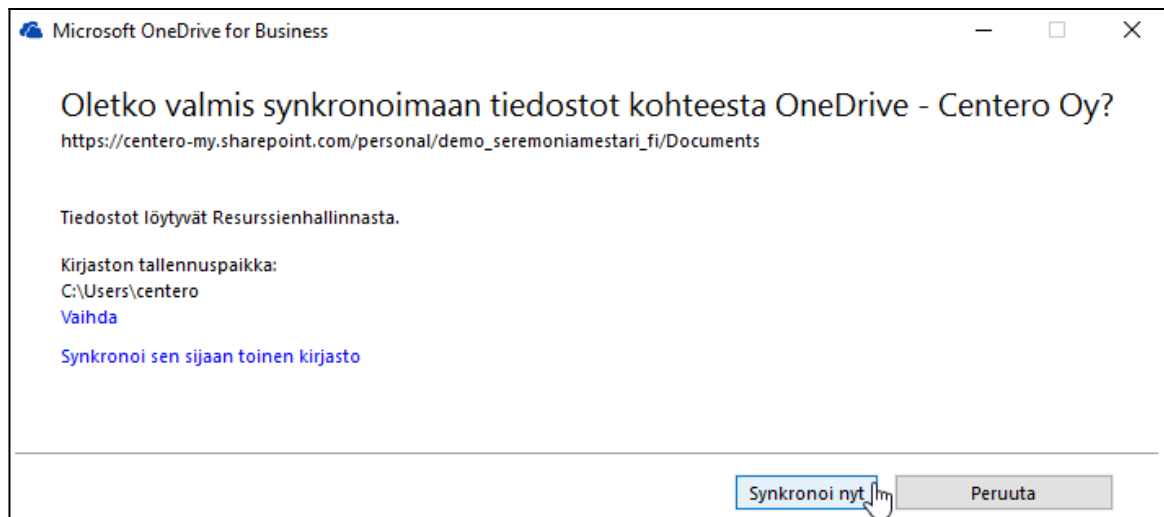 Microsoft OneDrive for Business
Oletko valmis synkronoimaan tiedostot kohteesta OneDrive - Centero Oy?
https://centero-my.sharepoint.com/personal/demo_seremoniamestari_fi/Documents
Tiedostot löytyvät Resurssienhallinnasta.
Kirjaston tallennuspaikka:
C:\Users\centero
Vaihda
Synkronoi sen sijaan toinen kirjasto
Synkronoi nyt
Peruuta